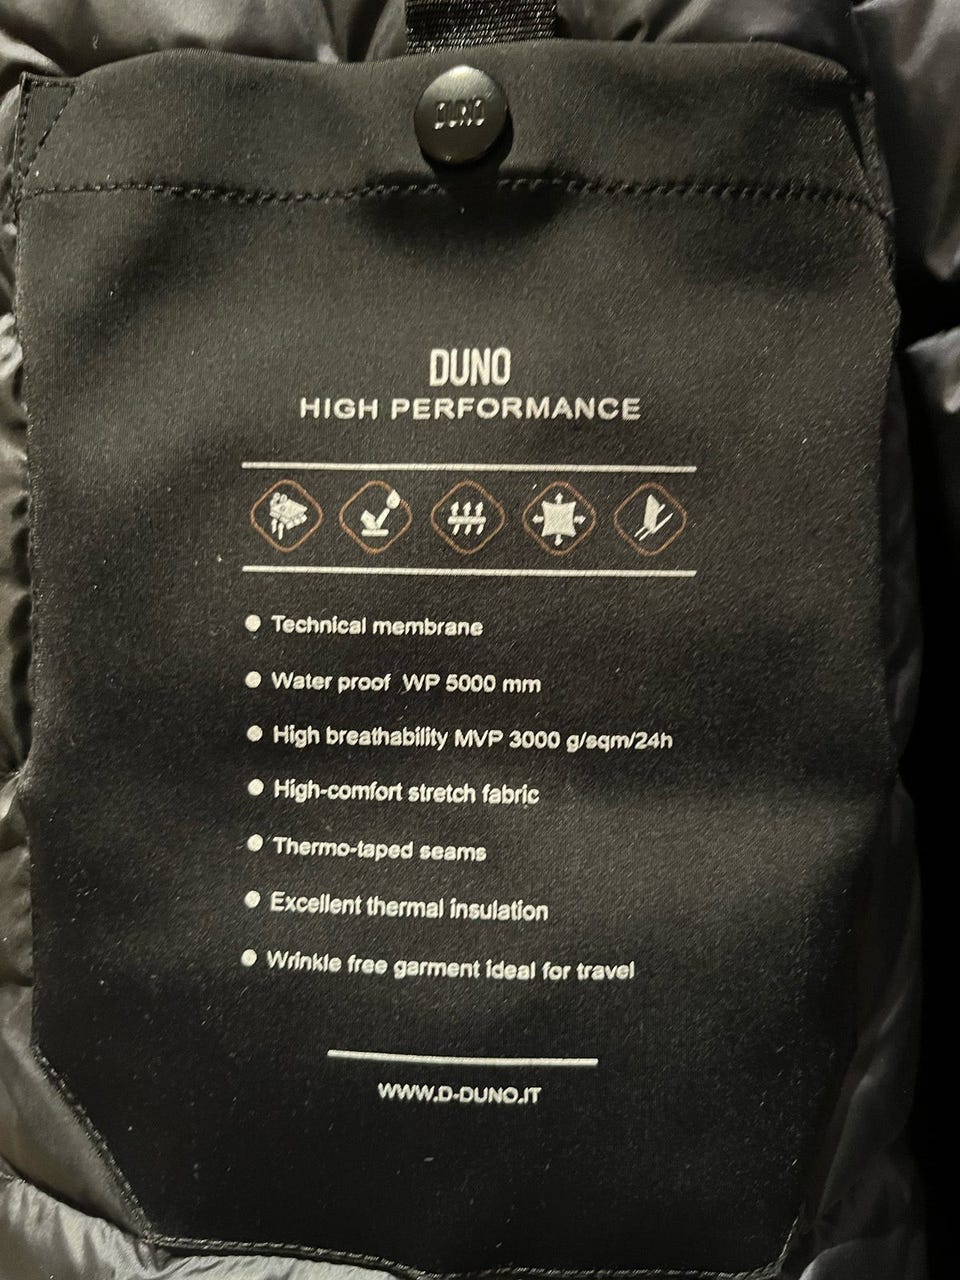 DUNO
DUNO
HIGH PERFORMANCE
Technical membrane
Water proof WP 5000 mm
High breathability MVP 3000 g/sqm/24h
High-comfort stretch fabric
Thermo-taped seams
Excellent thermal insulation
Wrinkle free garment ideal for travel
WWW.D-DUNO.IT